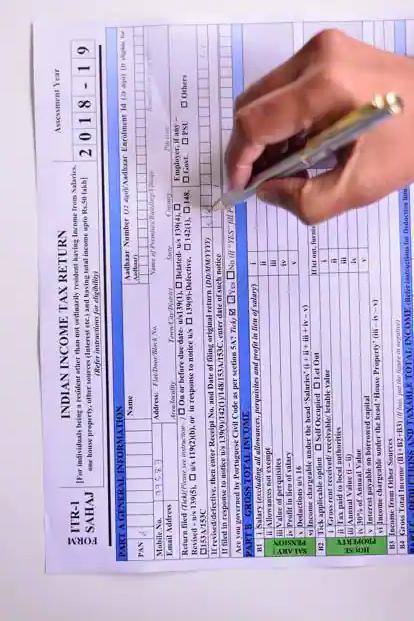 FORM
ITR-1
SAHAJ
INDIAN INCOME TAX RETURN
[For individuals being a resident other than not ordinarily resident having Income from Salaries,
one house property, other sources (Interest etc.) and having total income upto Rs.50 lakh]
(Refer instructions for eligibility)
Assessment Year
2 0 1 8 - 1 9
PART A GENERAL INFORMATION
PAN
Name
Aadhaar Number (12 digit)/Aadhaar Enrolment Id (28 digit)
Mobile No.
Address: Flat/Door/Block No.
Name of Premises/Building/Village
Email Address
Area/locality
Town/City/District
State
Country
Return filed (Tick)
☐ On or before due date- u/s 139(1), ☐ Belated- u/s 139(4), ☐
Revised - u/s 139(5), ☐ u/s 119(2)(b), or in response to notice u/s ☐ 139(9)-Defective, ☐ 142(1), ☐ 148,
☐ 153A/153C
Employer, if any –
☐ Govt. ☐ PSU ☐ Others
If revised/defective, then enter Receipt No. and Date of filing original return (DD/MM/YYYY)
If filed in response to notice u/s 139(9)/142(1)/148/153A/153C, enter date of such notice
Are you governed by Portuguese Civil Code as per section 5A? Tick) ☑ ☐ Yes ☐ No (If "YES" fill
PART B GROSS TOTAL INCOME
SALARY / PENSION
B1 i Salary (excluding all allowances, perquisites and profit in lieu of salary) i
ii Allowances not exempt ii
iii Value of perquisites iii
iv Profit in lieu of salary iv
v Deductions u/s 16 v
vi Income chargeable under the head 'Salaries' (i + ii + iii + iv – v)
HOUSE PROPERTY
B2 Tick applicable option ☐ Self Occupied ☐ Let Out If let out, furnis
i Gross rent received/ receivable/ letable value i
ii Tax paid to local authorities ii
iii Annual Value (i – ii) iii
iv 30% of Annual Value iv
v Interest payable on borrowed capital v
vi Income chargeable under the head 'House Property' (iii – iv – v)
B3 Income from Other Sources
B4 Gross Total Income (B1+B2+B3) (If loss, put the figure in negative)
DEDUCTIONS AND TAXABLE TOTAL INCOME (Refer instructions for Deduction limit